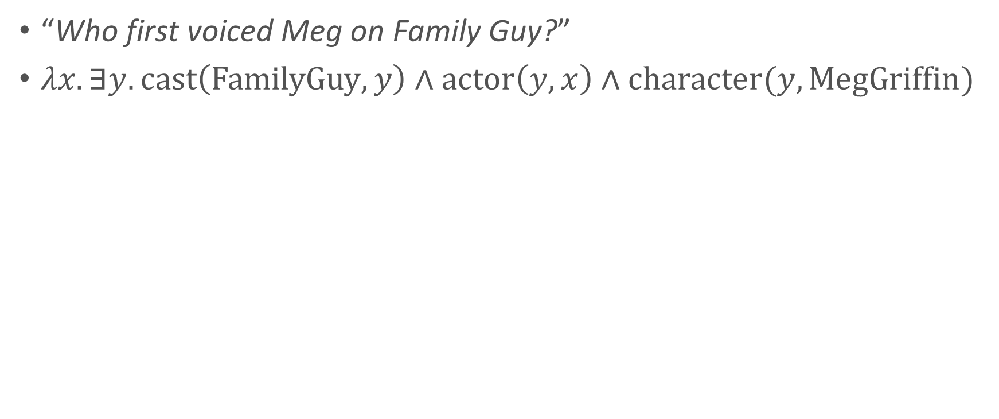 • “Who first voiced Meg on Family Guy?”
• λx. ∃y. cast(FamilyGuy, y) ∧ actor(y, x) ∧ character(y, MegGriffin)